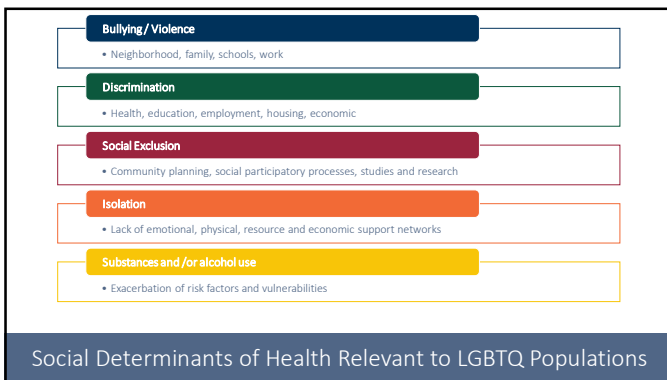 Bullying / Violence
• Neighborhood, family, schools, work
Discrimination
• Health, education, employment, housing, economic
Social Exclusion
• Community planning, social participatory processes, studies and research
Isolation
• Lack of emotional, physical, resource and economic support networks
Substances and /or alcohol use
• Exacerbation of risk factors and vulnerabilities
Social Determinants of Health Relevant to LGBTQ Populations